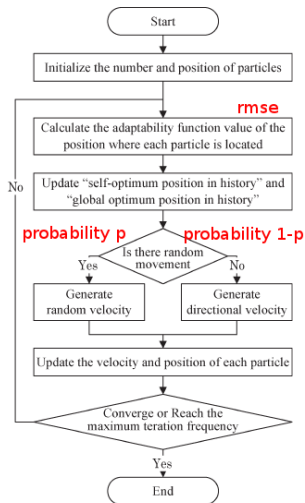 Start
Initialize the number and position of particles
rmse
Calculate the adaptability function value of the
position where each particle is located
No
Update “self-optimum position in history” and
“global optimum position in history”
probability p
probability 1-p
Is there random
movement
Yes
No
Generate
random velocity
Generate
directional velocity
Update the velocity and position of each particle
Converge or Reach the
maximum teration frequency
Yes
End